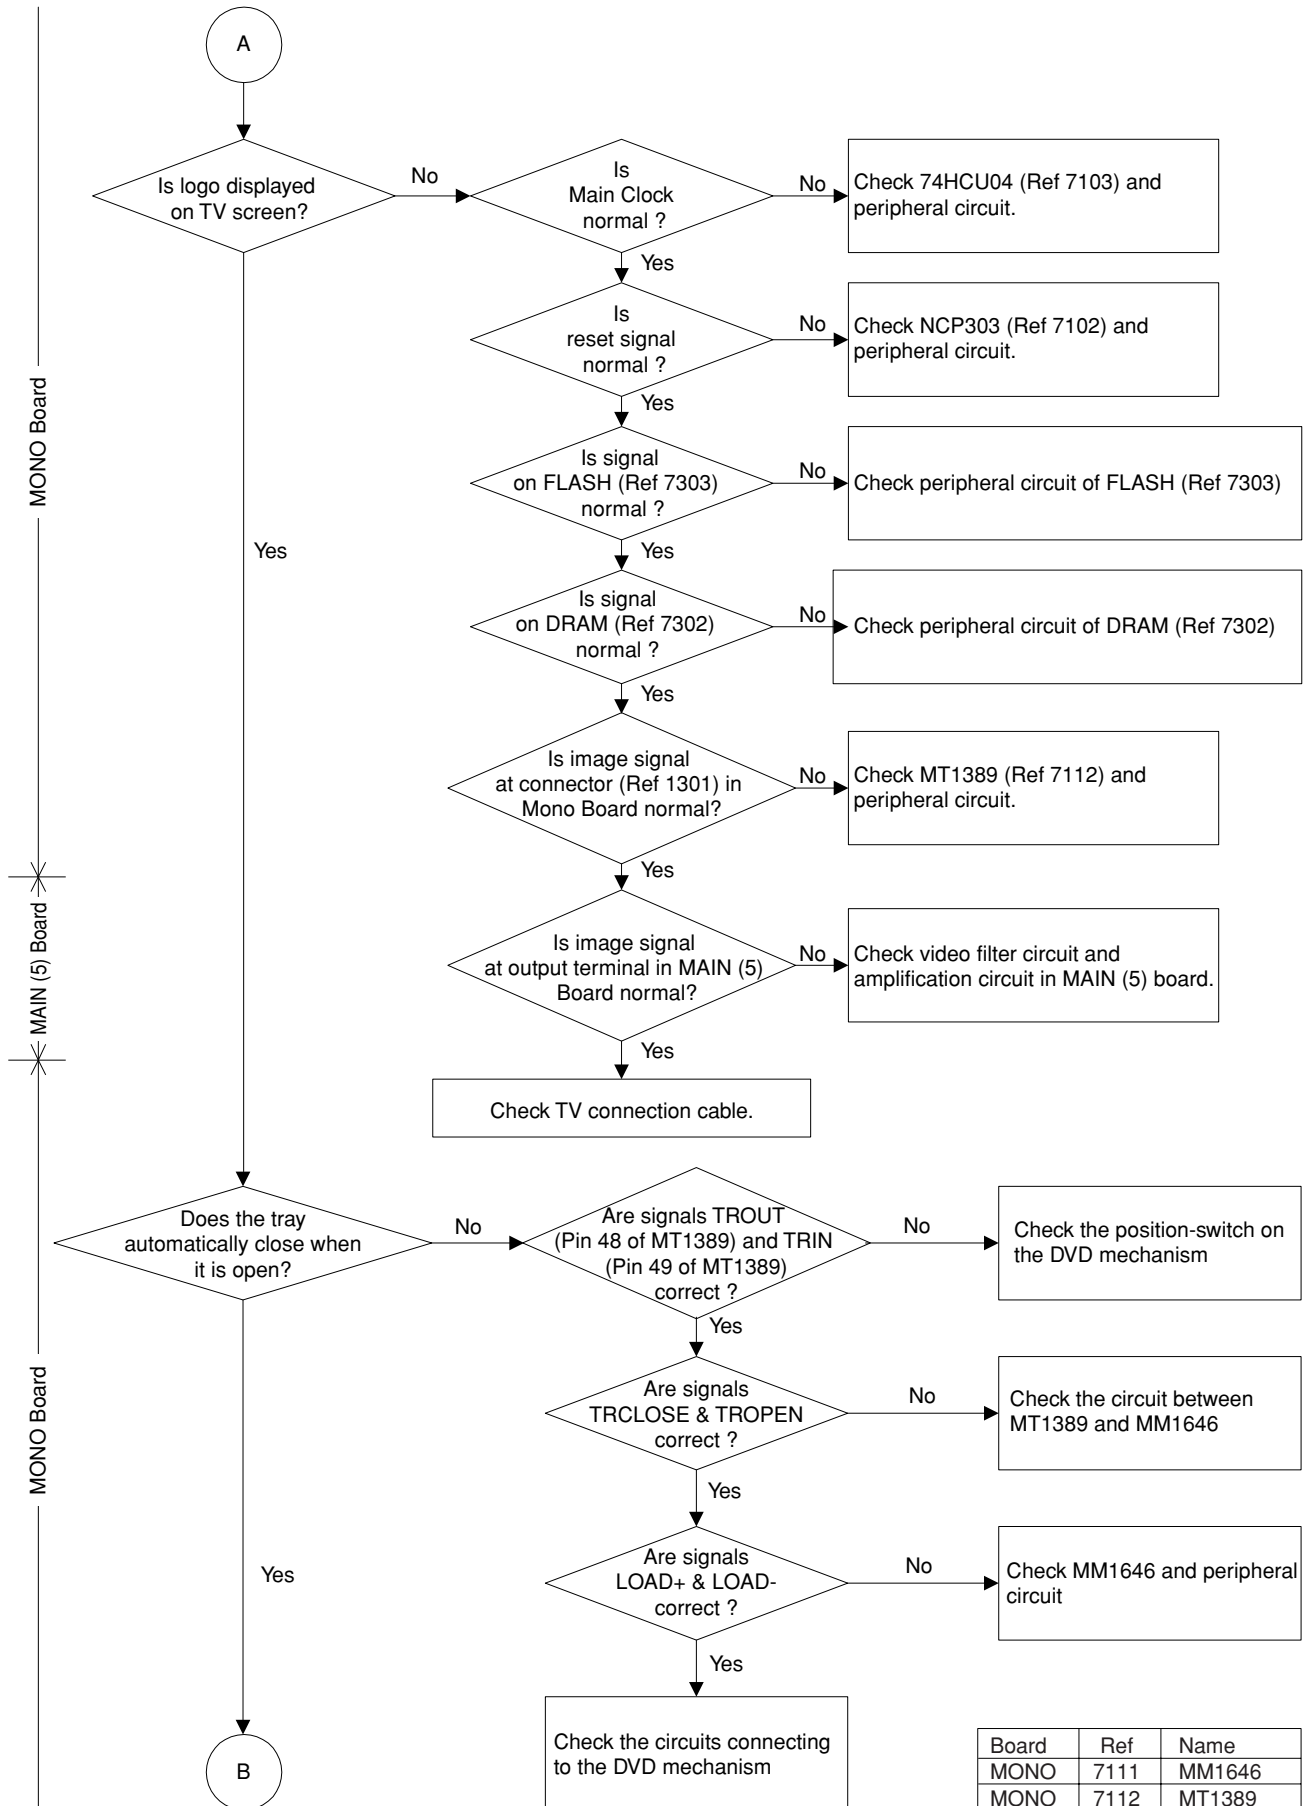 A
Is logo displayed
on TV screen?
No
Is
Main Clock
normal ?
No
Check 74HCU04 (Ref 7103) and
peripheral circuit.
Yes
Is
reset signal
normal ?
No
Check NCP303 (Ref 7102) and
peripheral circuit.
Yes
MONO Board
Is signal
on FLASH (Ref 7303)
normal ?
No
Check peripheral circuit of FLASH (Ref 7303)
Yes
Yes
Is signal
on DRAM (Ref 7302)
normal ?
No
Check peripheral circuit of DRAM (Ref 7302)
Yes
Is image signal
at connector (Ref 1301) in
Mono Board normal?
No
Check MT1389 (Ref 7112) and
peripheral circuit.
Yes
MAIN (5) Board
Is image signal
at output terminal in MAIN (5)
Board normal?
No
Check video filter circuit and
amplification circuit in MAIN (5) board.
Yes
Check TV connection cable.
Does the tray
automatically close when
it is open?
No
Are signals TROUT
(Pin 48 of MT1389) and TRIN
(Pin 49 of MT1389)
correct ?
No
Check the position-switch on
the DVD mechanism
Yes
MONO Board
Are signals
TRCLOSE & TROPEN
correct ?
No
Check the circuit between
MT1389 and MM1646
Yes
Yes
Are signals
LOAD+ & LOAD-
correct ?
No
Check MM1646 and peripheral
circuit
Yes
Check the circuits connecting
to the DVD mechanism
B
Board Ref Name
MONO 7111 MM1646
MONO 7112 MT1389